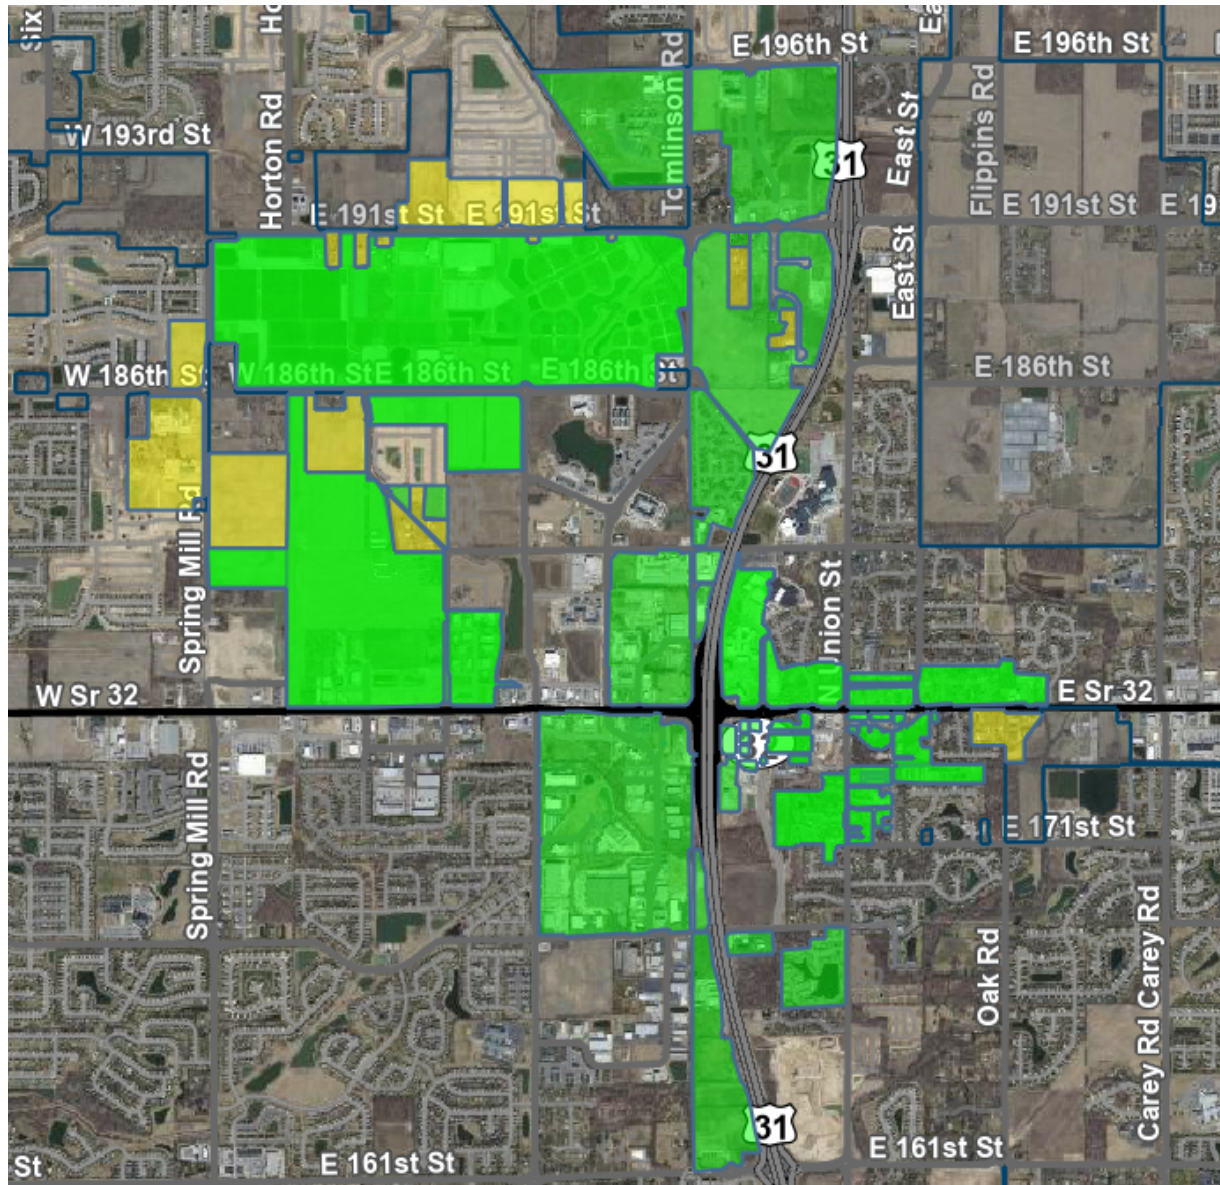 Six
Ho
Ea
E 196th St
E 196th St
Tomlinson Rd
W 193rd St
Horton Rd
East St
Flippins Rd
31
E 191st St
E 191st St
E 191st St
E 19
East St
W 186th St
W 186th St
E 186th St
E 186th St
E 186th St
31
Spring Mill Rd
N Union St
W Sr 32
E Sr 32
Spring Mill Rd
E 171st St
Oak Rd
Carey Rd
Carey Rd
31
St
E 161st St
E 161st St